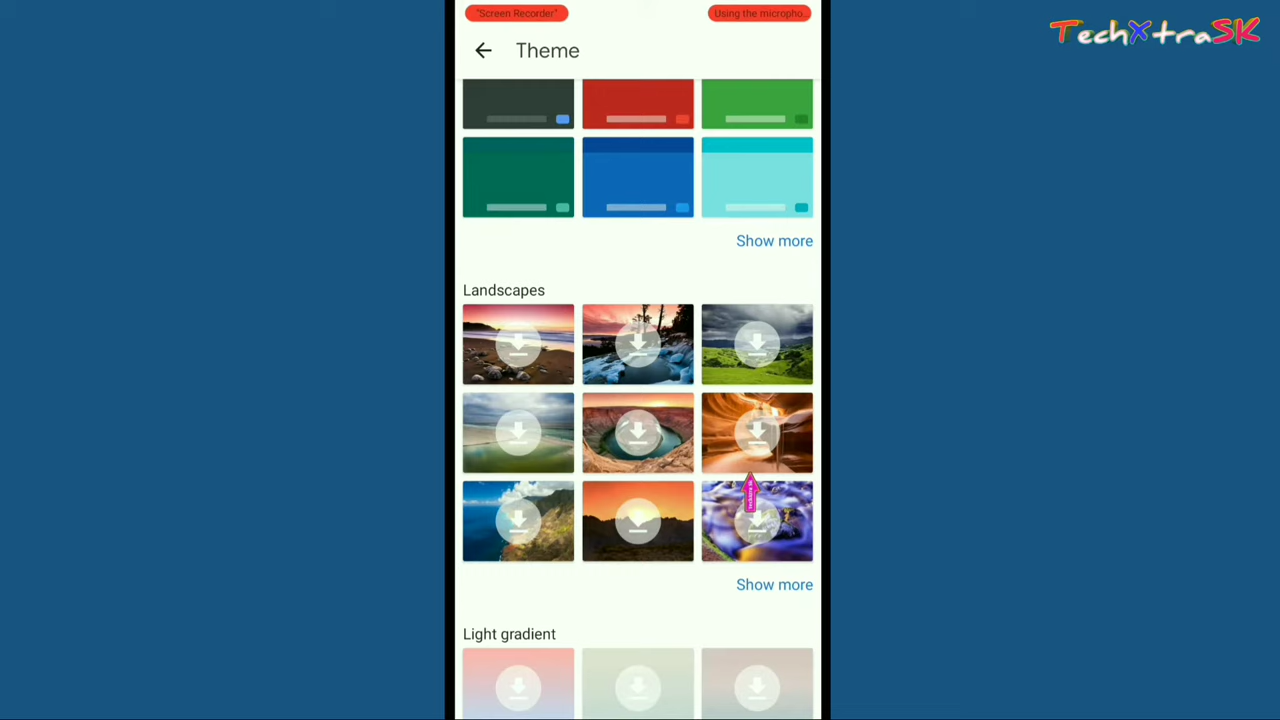 "Screen Recorder"
Using the micropho...
TechXtraSK
Theme
Show more
Landscapes
Show more
Light gradient